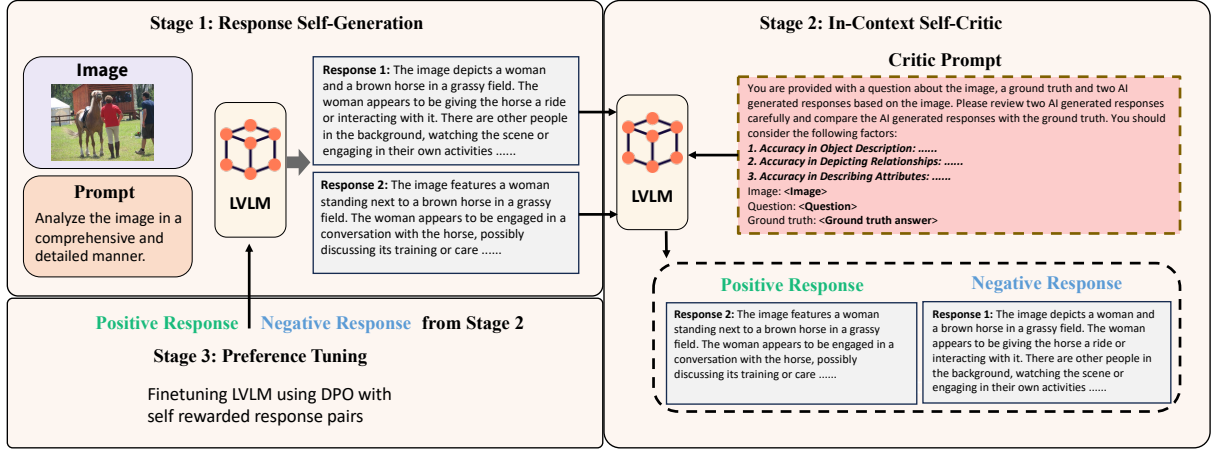 Stage 1: Response Self-Generation
Image
Prompt
Analyze the image in a
comprehensive and
detailed manner.
LVLM
Response 1: The image depicts a woman
and a brown horse in a grassy field. The
woman appears to be giving the horse a ride
or interacting with it. There are other people
in the background, watching the scene or
engaging in their own activities ......
Response 2: The image features a woman
standing next to a brown horse in a grassy
field. The woman appears to be engaged in a
conversation with the horse, possibly
discussing its training or care ......
Stage 2: In-Context Self-Critic
LVLM
Critic Prompt
You are provided with a question about the image, a ground truth and two AI
generated responses based on the image. Please review two AI generated responses
carefully and compare the AI generated responses with the ground truth. You should
consider the following factors:
1. Accuracy in Object Description: ......
2. Accuracy in Depicting Relationships: ......
3. Accuracy in Describing Attributes: ......
Image: <Image>
Question: <Question>
Ground truth: <Ground truth answer>
Positive Response
Response 2: The image features a woman
standing next to a brown horse in a grassy
field. The woman appears to be engaged in a
conversation with the horse, possibly
discussing its training or care ......
Negative Response
Response 1: The image depicts a woman and
a brown horse in a grassy field. The woman
appears to be giving the horse a ride or
interacting with it. There are other people in
the background, watching the scene or
engaging in their own activities ......
Positive Response Negative Response from Stage 2
Stage 3: Preference Tuning
Finetuning LVLM using DPO with
self rewarded response pairs